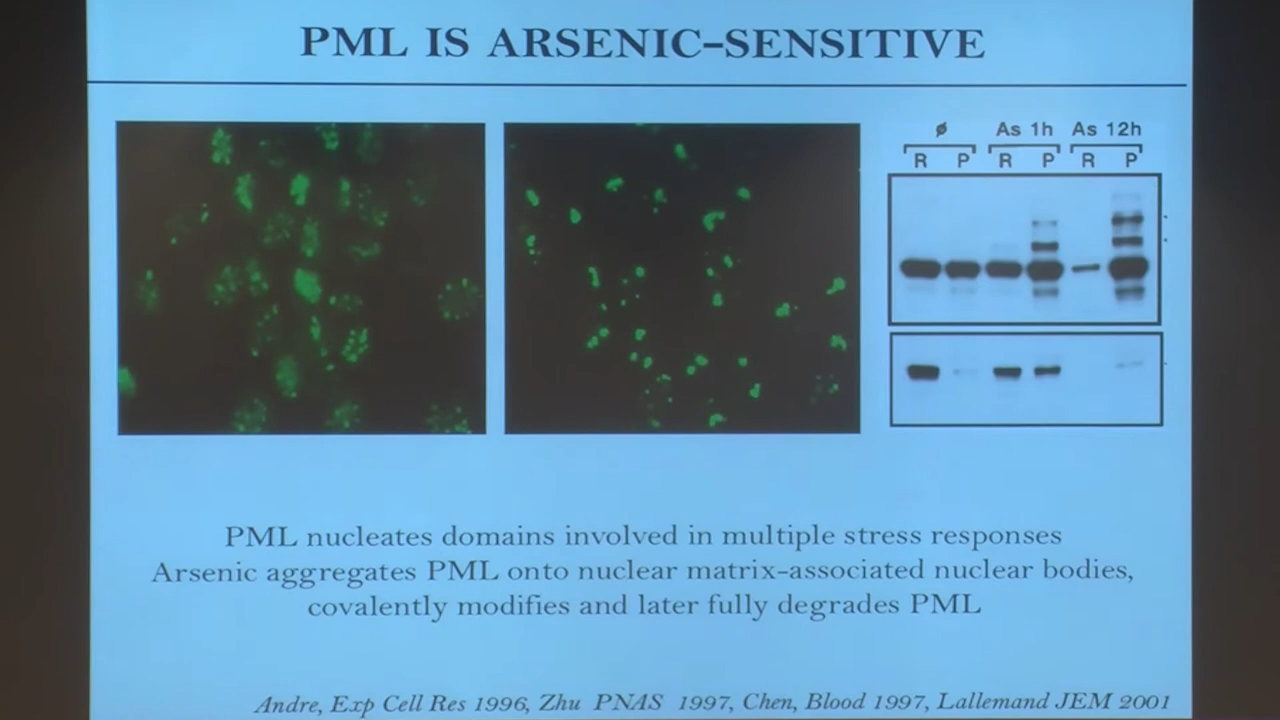 PML IS ARSENIC-SENSITIVE
ø As 1h As 12h
R P R P R P
PML nucleates domains involved in multiple stress responses
Arsenic aggregates PML onto nuclear matrix-associated nuclear bodies,
covalently modifies and later fully degrades PML
Andre, Exp Cell Res 1996, Zhu PNAS 1997, Chen, Blood 1997, Lallemand JEM 2001